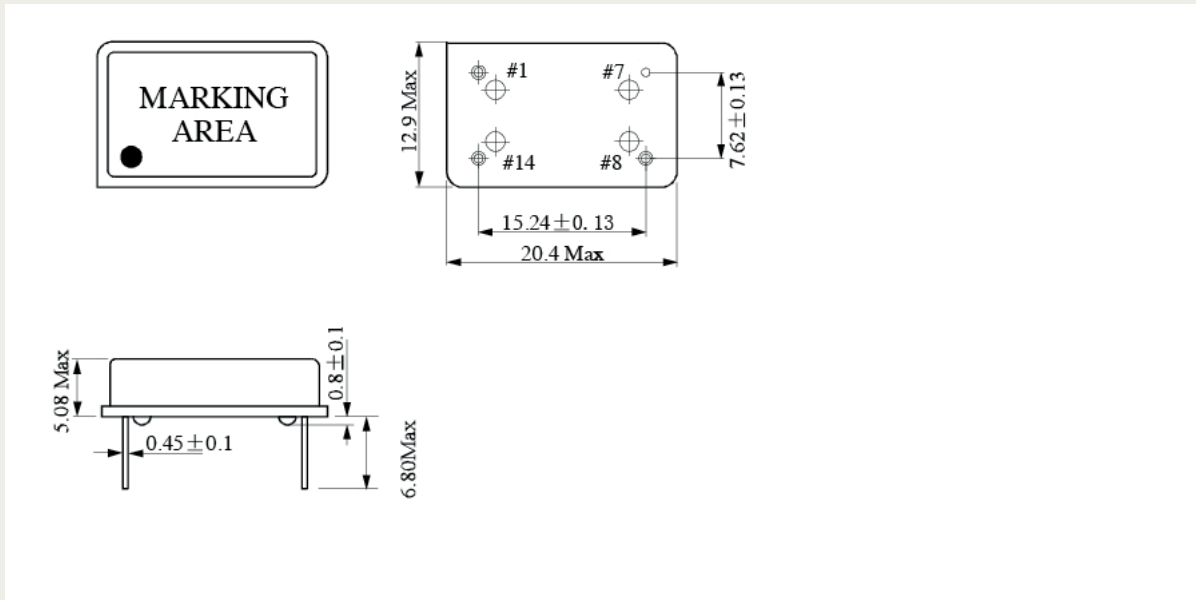 MARKING
AREA
#1
#7
#14
#8
12.9 Max
7.62±0.13
15.24±0.13
20.4 Max
5.08 Max
0.8±0.1
0.45±0.1
6.80Max